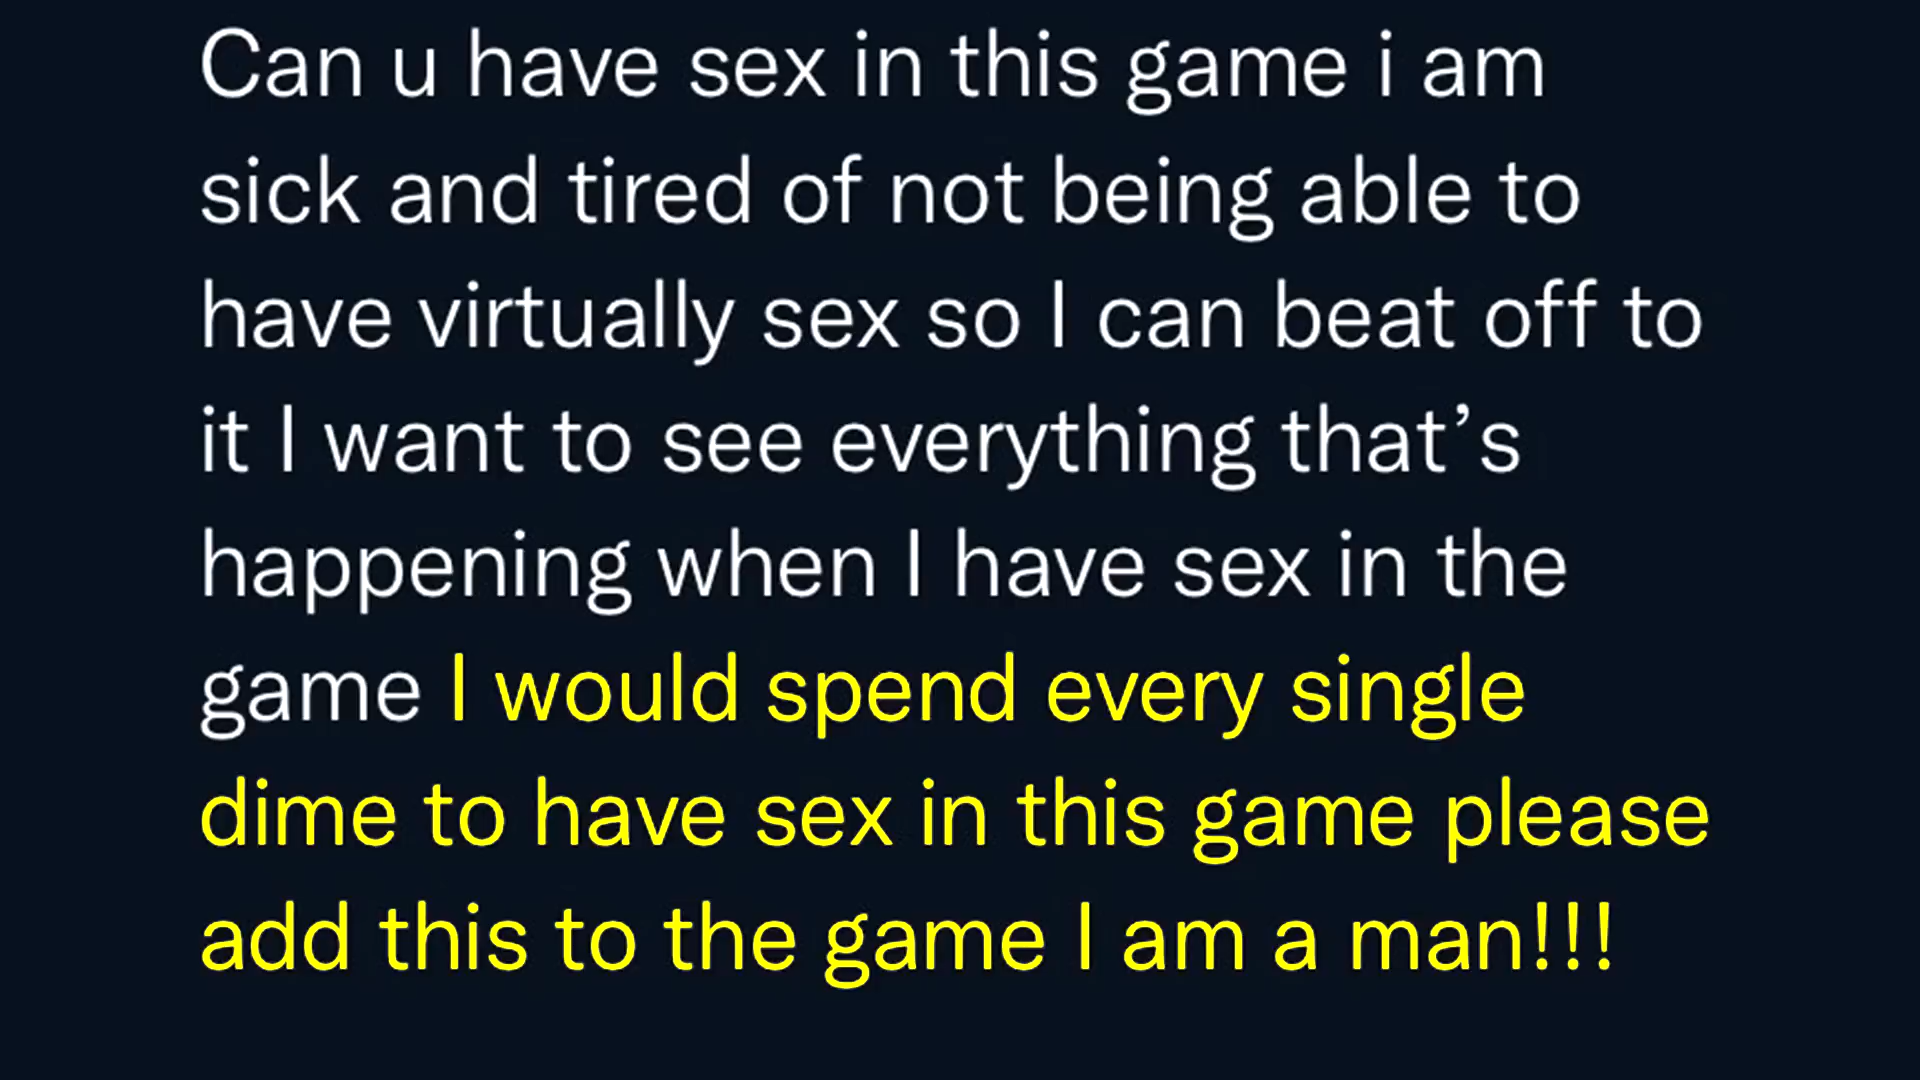 Can u have sex in this game i am
sick and tired of not being able to
have virtually sex so I can beat off to
it I want to see everything that’s
happening when I have sex in the
game I would spend every single
dime to have sex in this game please
add this to the game I am a man!!!